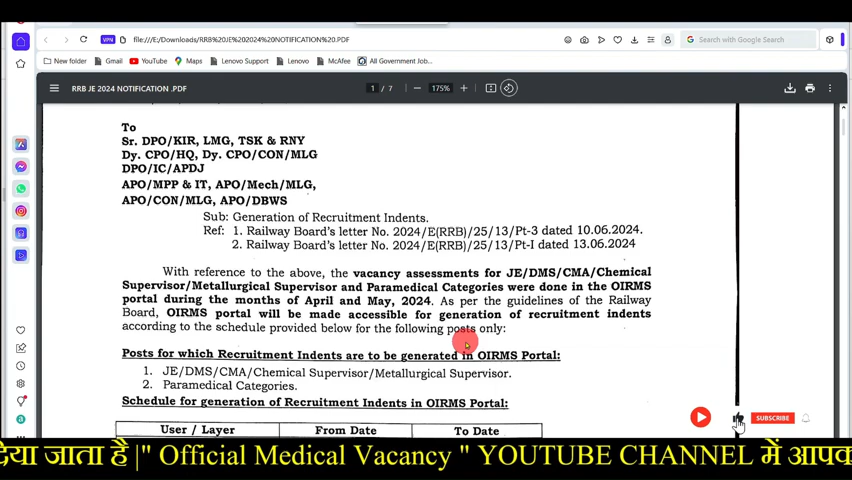 VPN file:///E:/Downloads/RRB%20JE%202024%20NOTIFICATION%20.PDF
Search with Google Search
New folder Gmail YouTube Maps Lenovo Support Lenovo McAfee All Government Job...
RRB JE 2024 NOTIFICATION .PDF 1 / 7 175%
To
Sr. DPO/KIR, LMG, TSK & RNY
Dy. CPO/HQ, Dy. CPO/CON/MLG
DPO/IC/APDJ
APO/MPP & IT, APO/Mech/MLG,
APO/CON/MLG, APO/DBWS
Sub: Generation of Recruitment Indents.
Ref: 1. Railway Board's letter No. 2024/E(RRB)/25/13/Pt-3 dated 10.06.2024.
2. Railway Board's letter No. 2024/E(RRB)/25/13/Pt-I dated 13.06.2024
With reference to the above, the vacancy assessments for JE/DMS/CMA/Chemical
Supervisor/Metallurgical Supervisor and Paramedical Categories were done in the OIRMS
portal during the months of April and May, 2024. As per the guidelines of the Railway
Board, OIRMS portal will be made accessible for generation of recruitment indents
according to the schedule provided below for the following posts only:
Posts for which Recruitment Indents are to be generated in OIRMS Portal:
1. JE/DMS/CMA/Chemical Supervisor/Metallurgical Supervisor.
2. Paramedical Categories.
Schedule for generation of Recruitment Indents in OIRMS Portal:
User / Layer From Date To Date
SUBSCRIBE
दिया जाता है |" Official Medical Vacancy " YOUTUBE CHANNEL में आपक